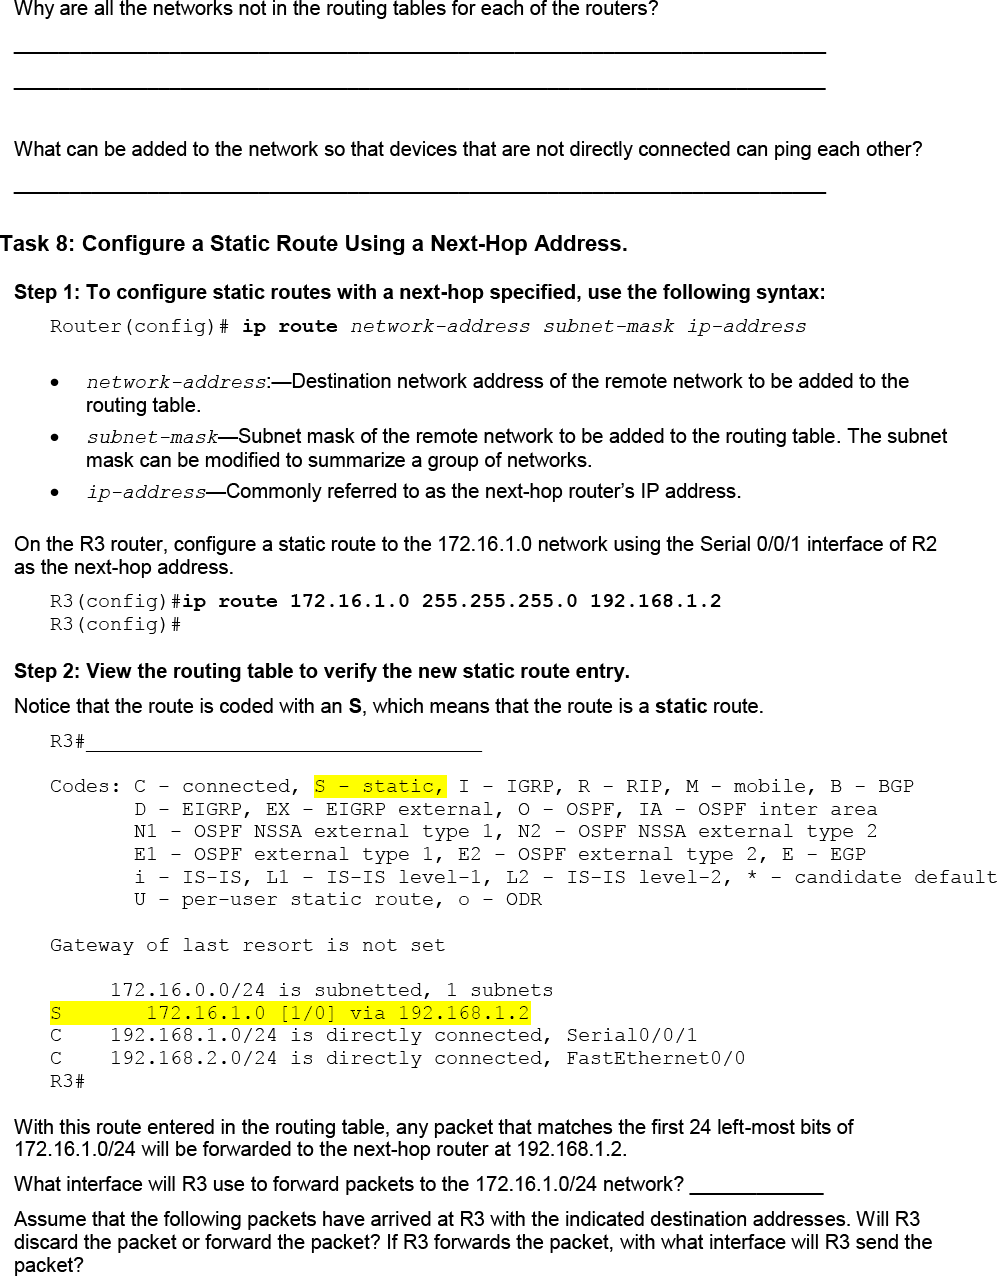 Why are all the networks not in the routing tables for each of the routers?
What can be added to the network so that devices that are not directly connected can ping each other?
Task 8: Configure a Static Route Using a Next-Hop Address.
Step 1: To configure static routes with a next-hop specified, use the following syntax:
Router(config)# ip route network-address subnet-mask ip-address
• network-address:—Destination network address of the remote network to be added to the
routing table.
• subnet-mask—Subnet mask of the remote network to be added to the routing table. The subnet
mask can be modified to summarize a group of networks.
• ip-address—Commonly referred to as the next-hop router’s IP address.
On the R3 router, configure a static route to the 172.16.1.0 network using the Serial 0/0/1 interface of R2
as the next-hop address.
R3(config)#ip route 172.16.1.0 255.255.255.0 192.168.1.2
R3(config)#
Step 2: View the routing table to verify the new static route entry.
Notice that the route is coded with an S, which means that the route is a static route.
R3#_________________________________
Codes: C - connected, S - static, I - IGRP, R - RIP, M - mobile, B - BGP
D - EIGRP, EX - EIGRP external, O - OSPF, IA - OSPF inter area
N1 - OSPF NSSA external type 1, N2 - OSPF NSSA external type 2
E1 - OSPF external type 1, E2 - OSPF external type 2, E - EGP
i - IS-IS, L1 - IS-IS level-1, L2 - IS-IS level-2, * - candidate default
U - per-user static route, o - ODR
Gateway of last resort is not set
172.16.0.0/24 is subnetted, 1 subnets
S 172.16.1.0 [1/0] via 192.168.1.2
C 192.168.1.0/24 is directly connected, Serial0/0/1
C 192.168.2.0/24 is directly connected, FastEthernet0/0
R3#
With this route entered in the routing table, any packet that matches the first 24 left-most bits of
172.16.1.0/24 will be forwarded to the next-hop router at 192.168.1.2.
What interface will R3 use to forward packets to the 172.16.1.0/24 network? ____________
Assume that the following packets have arrived at R3 with the indicated destination addresses. Will R3
discard the packet or forward the packet? If R3 forwards the packet, with what interface will R3 send the
packet?